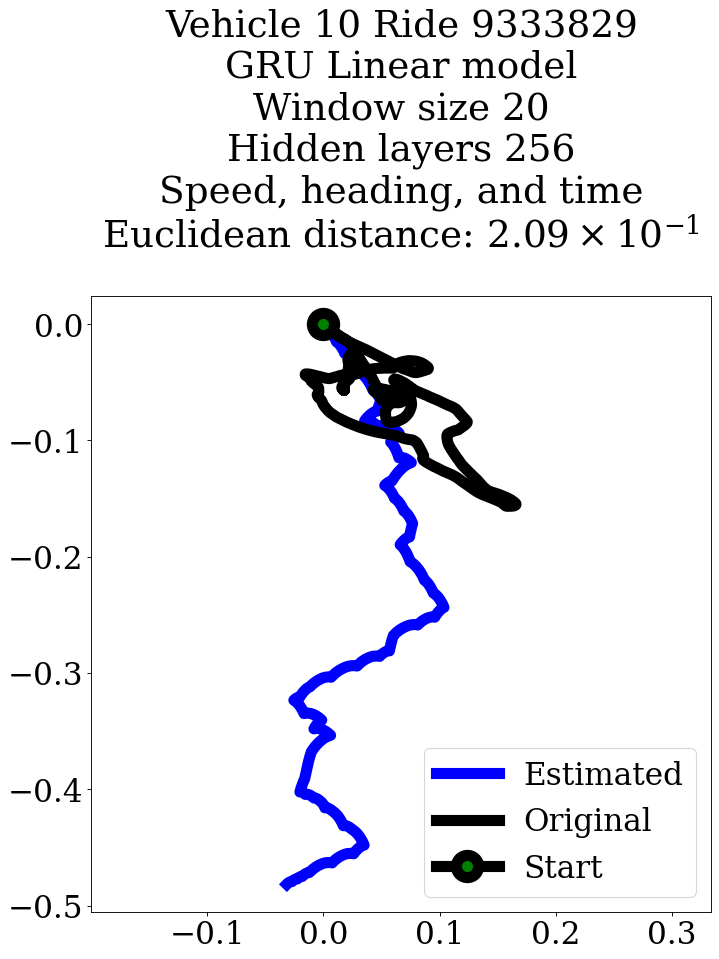 Vehicle 10 Ride 9333829
GRU Linear model
Window size 20
Hidden layers 256
Speed, heading, and time
Euclidean distance: 2.09 × 10⁻¹
0.0
−0.1
−0.2
−0.3
−0.4
−0.5
Estimated
Original
Start
−0.1 0.0 0.1 0.2 0.3